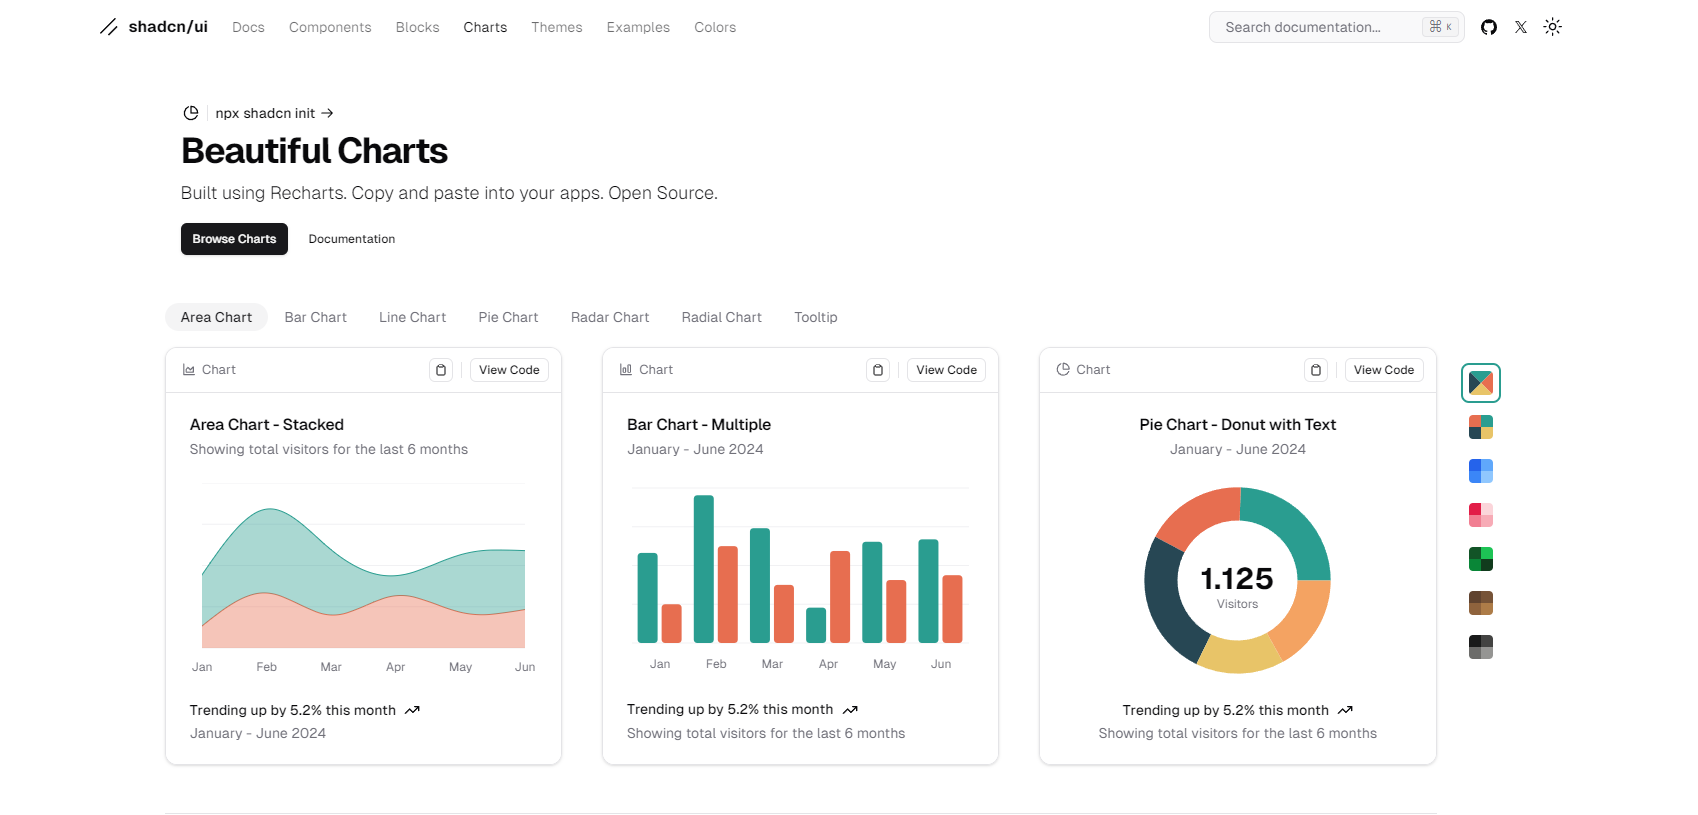 shadcn/ui Docs Components Blocks Charts Themes Examples Colors Search documentation... ⌘ K
npx shadcn init →
Beautiful Charts
Built using Recharts. Copy and paste into your apps. Open Source.
Browse Charts Documentation
Area Chart Bar Chart Line Chart Pie Chart Radar Chart Radial Chart Tooltip
Chart View Code
Area Chart - Stacked
Showing total visitors for the last 6 months
Jan Feb Mar Apr May Jun
Trending up by 5.2% this month
January - June 2024
Chart View Code
Bar Chart - Multiple
January - June 2024
Jan Feb Mar Apr May Jun
Trending up by 5.2% this month
Showing total visitors for the last 6 months
Chart View Code
Pie Chart - Donut with Text
January - June 2024
1.125
Visitors
Trending up by 5.2% this month
Showing total visitors for the last 6 months